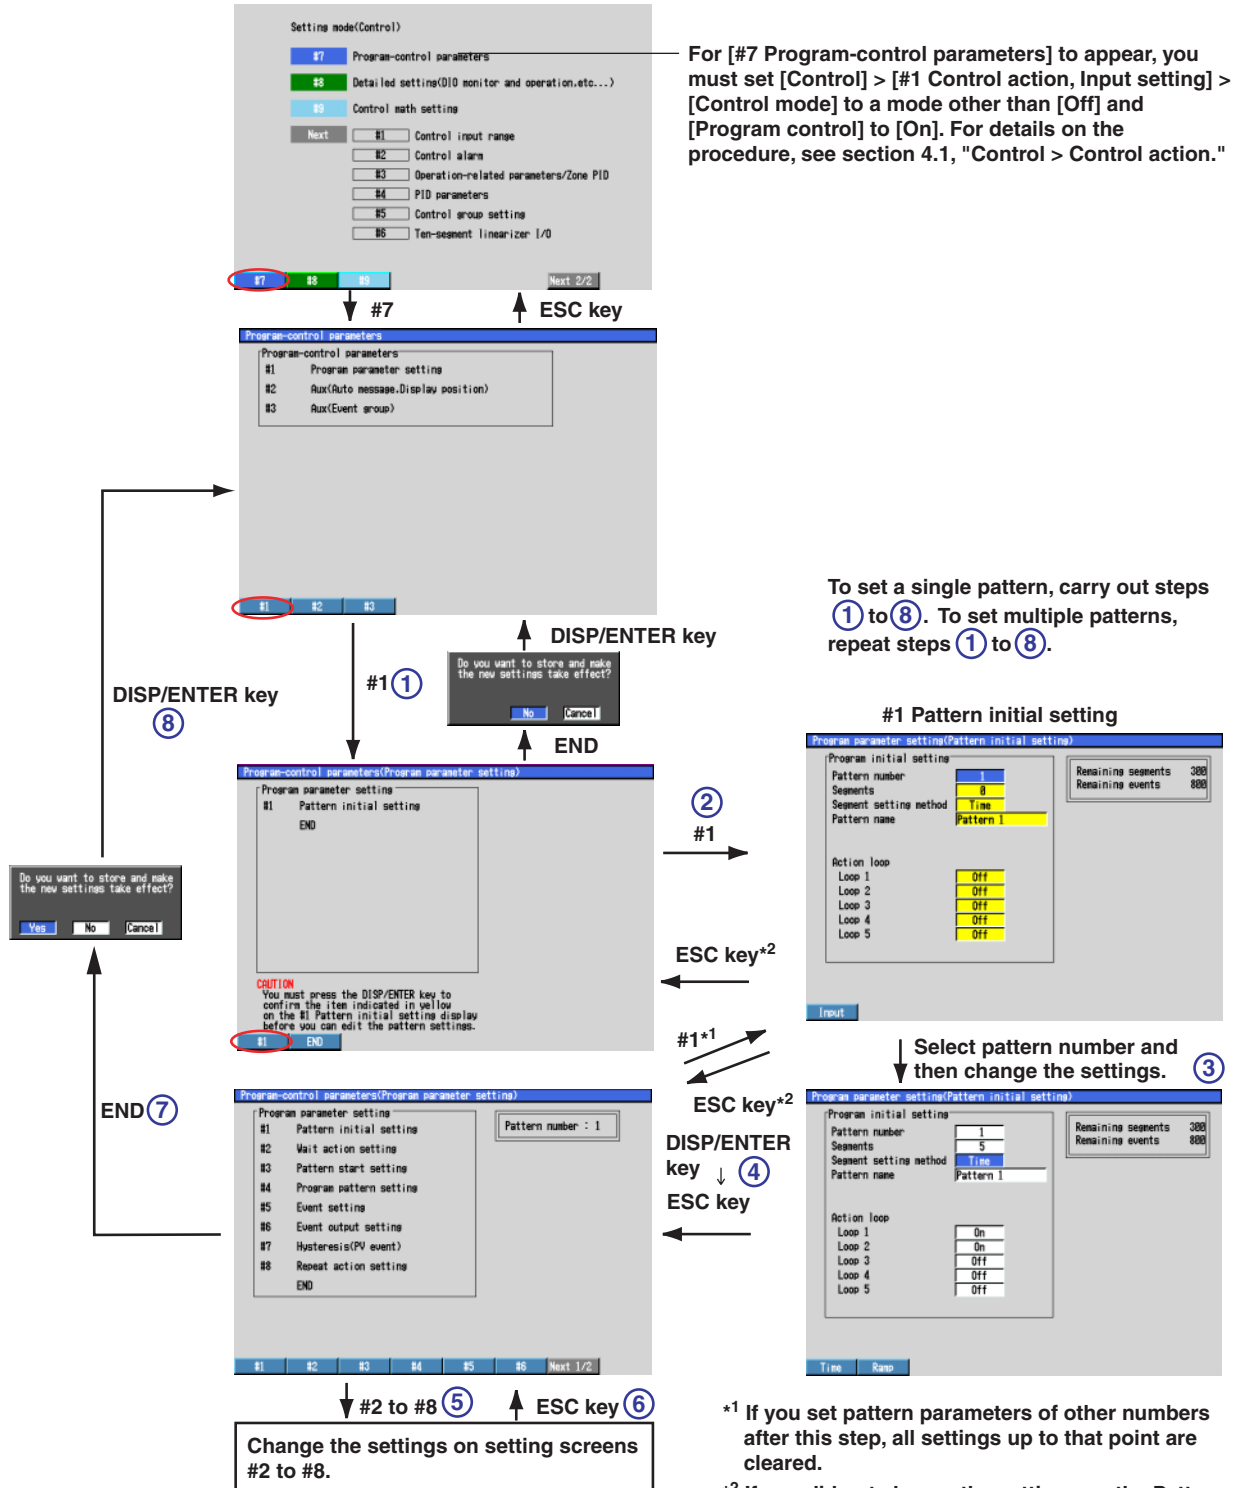 Setting mode(Control)
#7 Program-control parameters
#8 Detailed setting(DIO monitor and operation.etc...)
#9 Control math setting
Next #1 Control input range
#2 Control alarm
#3 Operation-related parameters/Zone PID
#4 PID parameters
#5 Control group setting
#6 Ten-segment linearizer I/O
#7 #8 #9 Next 2/2
For [#7 Program-control parameters] to appear, you
must set [Control] > [#1 Control action, Input setting] >
[Control mode] to a mode other than [Off] and
[Program control] to [On]. For details on the
procedure, see section 4.1, "Control > Control action."
#7
ESC key
Program-control parameters
Program-control parameters
#1 Program parameter setting
#2 Aux(Auto message.Display position)
#3 Aux(Event group)
#1 #2 #3
To set a single pattern, carry out steps
1 to 8. To set multiple patterns,
repeat steps 1 to 8.
DISP/ENTER key
8
#1 1
DISP/ENTER key
Do you want to store and make
the new settings take effect?
No Cancel
END
Program-control parameters(Program parameter setting)
Program parameter setting
#1 Pattern initial setting
END
CAUTION
You must press the DISP/ENTER key to
confirm the item indicated in yellow
on the #1 Pattern initial setting display
before you can edit the pattern settings.
#1 END
2
#1
#1 Pattern initial setting
Program parameter setting(Pattern initial setting)
Program initial setting
Pattern number 1
Segments 0
Segment setting method Time
Pattern name Pattern 1
Action loop
Loop 1 Off
Loop 2 Off
Loop 3 Off
Loop 4 Off
Loop 5 Off
Remaining segments 300
Remaining events 800
Input
Do you want to store and make
the new settings take effect?
Yes No Cancel
ESC key*2
#1*1
ESC key*2
Select pattern number and
then change the settings. 3
END 7
DISP/ENTER
key ↓ 4
ESC key
Program-control parameters(Program parameter setting)
Program parameter setting
#1 Pattern initial setting
#2 Wait action setting
#3 Pattern start setting
#4 Program pattern setting
#5 Event setting
#6 Event output setting
#7 Hysteresis(PV event)
#8 Repeat action setting
END
Pattern number : 1
#1 #2 #3 #4 #5 #6 Next 1/2
Program parameter setting(Pattern initial setting)
Program initial setting
Pattern number 1
Segments 5
Segment setting method Time
Pattern name Pattern 1
Action loop
Loop 1 On
Loop 2 On
Loop 3 Off
Loop 4 Off
Loop 5 Off
Remaining segments 300
Remaining events 800
Time Ramp
#2 to #8 5
ESC key 6
Change the settings on setting screens
#2 to #8.
*1 If you set pattern parameters of other numbers
after this step, all settings up to that point are
cleared.